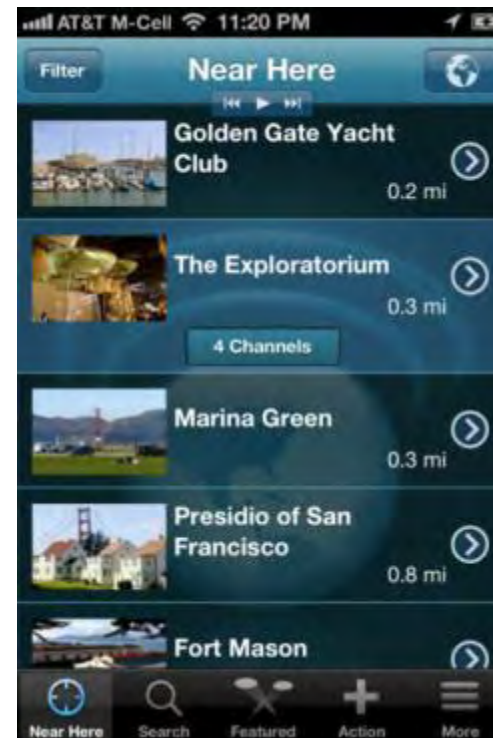 AT&T M-Cell 11:20 PM
Filter
Near Here
Golden Gate Yacht
Club
0.2 mi
The Exploratorium
0.3 mi
4 Channels
Marina Green
0.3 mi
Presidio of San
Francisco
0.8 mi
Fort Mason
Near Here Search Featured Action More